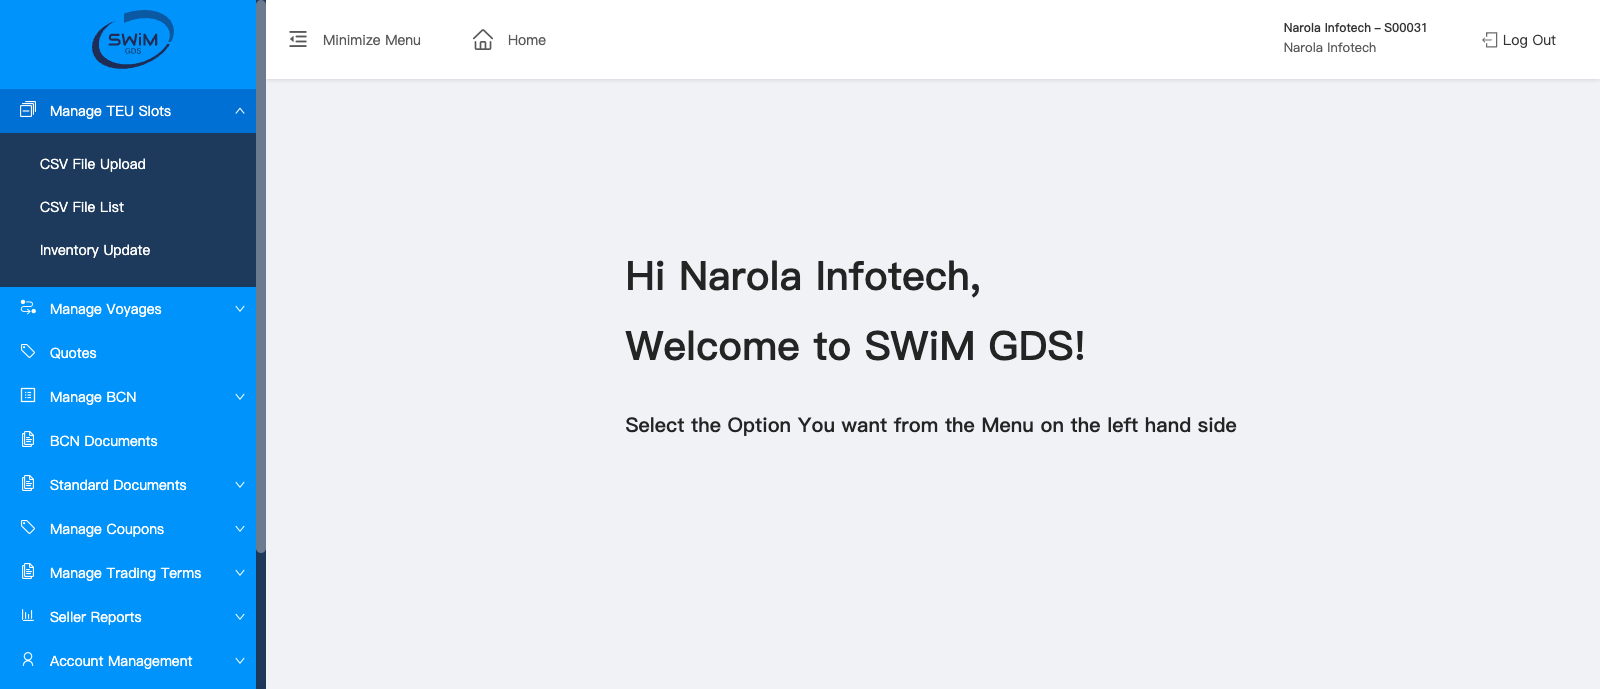 SWiM
GDS
Minimize Menu
Home
Narola Infotech – S00031
Narola Infotech
Log Out
Manage TEU Slots
CSV File Upload
CSV File List
Inventory Update
Manage Voyages
Quotes
Manage BCN
BCN Documents
Standard Documents
Manage Coupons
Manage Trading Terms
Seller Reports
Account Management
Hi Narola Infotech,
Welcome to SWiM GDS!
Select the Option You want from the Menu on the left hand side